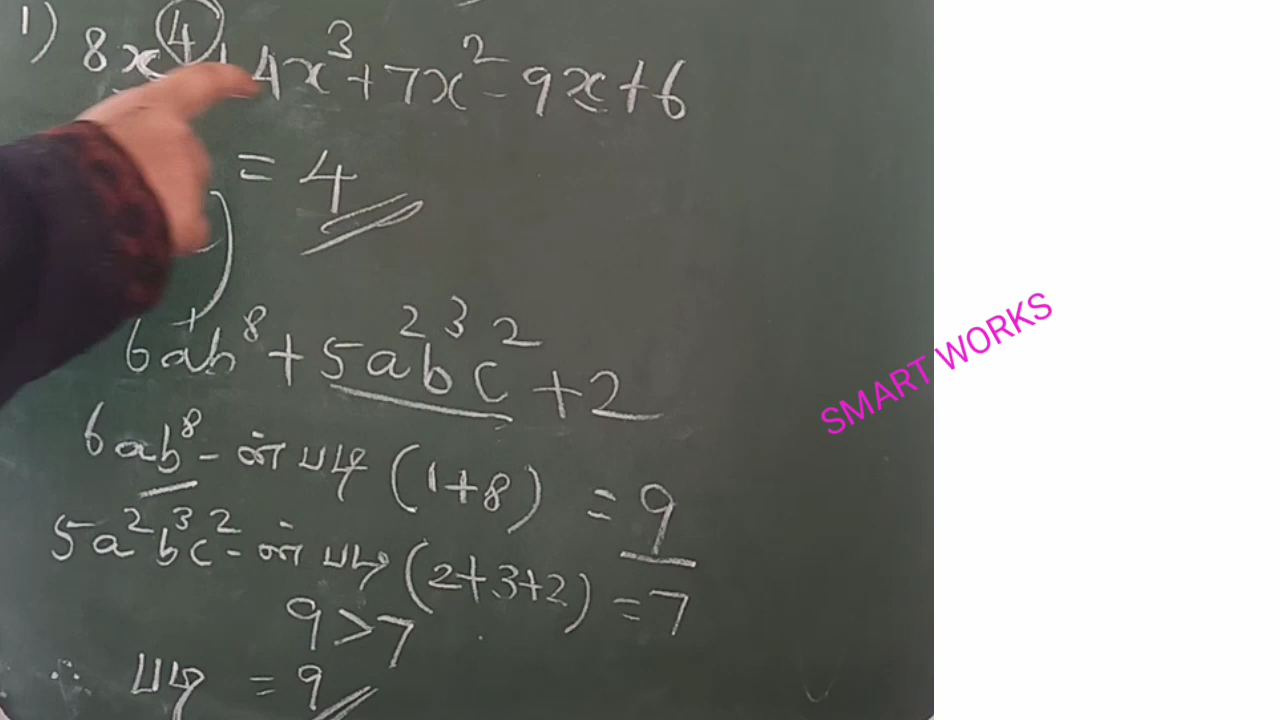 1) 8x⁴ + 4x³ + 7x² - 9x + 6
= 4
6ab⁸ + 5a²b³c² + 2
6ab⁸ - ன் படி (1+8) = 9
5a²b³c² - ன் படி (2+3+2) = 7
9 > 7
∴ படி = 9
SMART WORKS